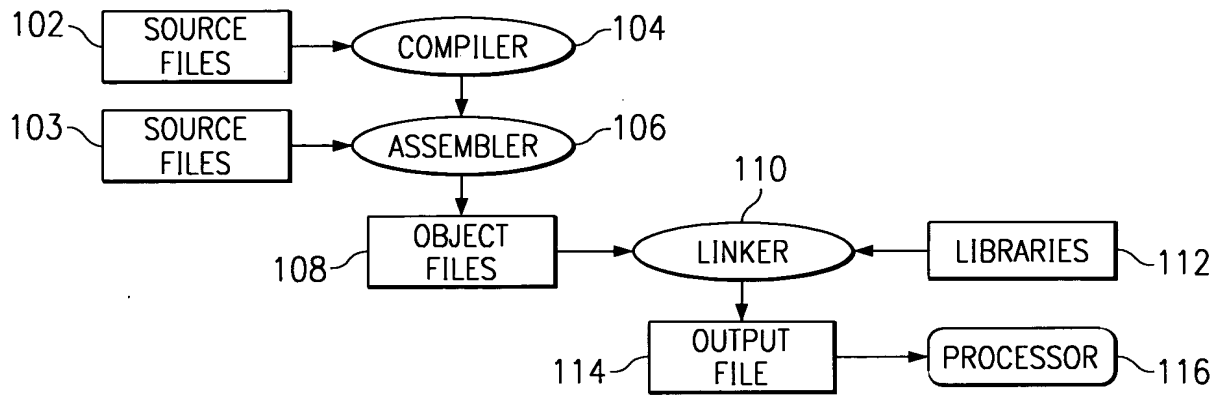 102
SOURCE
FILES
COMPILER
104
103
SOURCE
FILES
ASSEMBLER
106
108
OBJECT
FILES
110
LINKER
LIBRARIES
112
114
OUTPUT
FILE
PROCESSOR
116